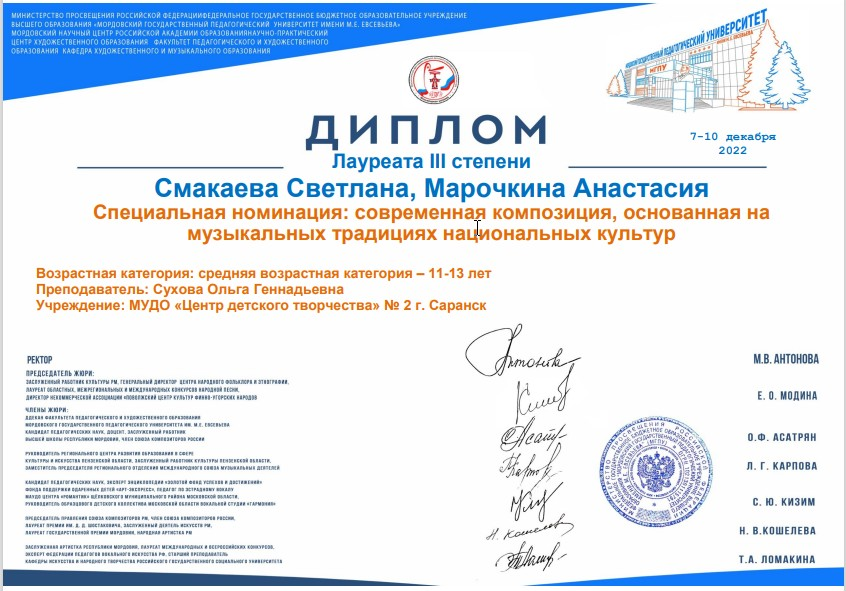 МИНИСТЕРСТВО ПРОСВЕЩЕНИЯ РОССИЙСКОЙ ФЕДЕРАЦИИФЕДЕРАЛЬНОЕ ГОСУДАРСТВЕННОЕ БЮДЖЕТНОЕ ОБРАЗОВАТЕЛЬНОЕ УЧРЕЖДЕНИЕ
ВЫСШЕГО ОБРАЗОВАНИЯ «МОРДОВСКИЙ ГОСУДАРСТВЕННЫЙ ПЕДАГОГИЧЕСКИЙ УНИВЕРСИТЕТ ИМЕНИ М.Е. ЕВСЕВЬЕВА»
МОРДОВСКИЙ НАУЧНЫЙ ЦЕНТР РОССИЙСКОЙ АКАДЕМИИ ОБРАЗОВАНИЯНАУЧНО-ПРАКТИЧЕСКИЙ
ЦЕНТР ХУДОЖЕСТВЕННОГО ОБРАЗОВАНИЯ ФАКУЛЬТЕТ ПЕДАГОГИЧЕСКОГО И ХУДОЖЕСТВЕННОГО
ОБРАЗОВАНИЯ КАФЕДРА ХУДОЖЕСТВЕННОГО И МУЗЫКАЛЬНОГО ОБРАЗОВАНИЯ
ГОСУДАРСТВЕННЫЙ ПЕДАГОГИЧЕСКИЙ УНИВЕРСИТЕТ
МГПУ
7-10 декабря
2022
ДИПЛОМ
Лауреата III степени
Смакаева Светлана, Марочкина Анастасия
Специальная номинация: современная композиция, основанная на
музыкальных традициях национальных культур
Возрастная категория: средняя возрастная категория – 11-13 лет
Преподаватель: Сухова Ольга Геннадьевна
Учреждение: МУДО «Центр детского творчества» № 2 г. Саранск
РЕКТОР
М.В. АНТОНОВА
ПРЕДСЕДАТЕЛЬ ЖЮРИ:
ЗАСЛУЖЕННЫЙ РАБОТНИК КУЛЬТУРЫ РМ, ГЕНЕРАЛЬНЫЙ ДИРЕКТОР ЦЕНТРА НАРОДНОГО ФОЛЬКЛОРА И ЭТНОГРАФИИ,
ЛАУРЕАТ ОБЛАСТНЫХ, МЕЖРЕГИОНАЛЬНЫХ И МЕЖДУНАРОДНЫХ КОНКУРСОВ НАРОДНОЙ ПЕСНИ,
ДИРЕКТОР НЕКОММЕРЧЕСКОЙ АССОЦИАЦИИ «ПОВОЛЖСКИЙ ЦЕНТР КУЛЬТУР ФИННО-УГОРСКИХ НАРОДОВ
Е. О. МОДИНА
ЧЛЕНЫ ЖЮРИ:
ДЕКАН ФАКУЛЬТЕТА ПЕДАГОГИЧЕСКОГО И ХУДОЖЕСТВЕННОГО ОБРАЗОВАНИЯ
МОРДОВСКОГО ГОСУДАРСТВЕННОГО ПЕДАГОГИЧЕСКОГО УНИВЕРСИТЕТА ИМ. М. Е. ЕВСЕВЬЕВА
КАНДИДАТ ПЕДАГОГИЧЕСКИХ НАУК, ДОЦЕНТ, ЗАСЛУЖЕННЫЙ РАБОТНИК
ВЫСШЕЙ ШКОЛЫ РЕСПУБЛИКИ МОРДОВИЯ, ЧЛЕН СОЮЗА КОМПОЗИТОРОВ РОССИИ
О.Ф. АСАТРЯН
РУКОВОДИТЕЛЬ РЕГИОНАЛЬНОГО ЦЕНТРА РАЗВИТИЯ ОБРАЗОВАНИЯ В СФЕРЕ
КУЛЬТУРЫ И ИСКУССТВА ПЕНЗЕНСКОЙ ОБЛАСТИ, ЗАСЛУЖЕННЫЙ РАБОТНИК КУЛЬТУРЫ ПЕНЗЕНСКОЙ ОБЛАСТИ,
ЗАМЕСТИТЕЛЬ ПРЕДСЕДАТЕЛЯ РЕГИОНАЛЬНОГО ОТДЕЛЕНИЯ МЕЖДУНАРОДНОГО СОЮЗА МУЗЫКАЛЬНЫХ ДЕЯТЕЛЕЙ
Л. Г. КАРПОВА
КАНДИДАТ ПЕДАГОГИЧЕСКИХ НАУК, ЭКСПЕРТ ЭНЦИКЛОПЕДИИ «ЗОЛОТОЙ ФОНД УСПЕХОВ И ДОСТИЖЕНИЙ»
ФОНДА ПОДДЕРЖКИ ОДАРЕННЫХ ДЕТЕЙ «АРТ-ЭКСПРЕСС», ПЕДАГОГ ПО ЭСТРАДНОМУ ВОКАЛУ
МАУДО ЦЕНТРА «РОМАНТИК» ЩЁЛКОВСКОГО МУНИЦИПАЛЬНОГО РАЙОНА МОСКОВСКОЙ ОБЛАСТИ,
РУКОВОДИТЕЛЬ ОБРАЗЦОВОГО ДЕТСКОГО КОЛЛЕКТИВА МОСКОВСКОЙ ОБЛАСТИ ВОКАЛЬНОЙ СТУДИИ «ГАРМОНИЯ»
С. Ю. КИЗИМ
ПРЕДСЕДАТЕЛЬ ПРАВЛЕНИЯ СОЮЗА КОМПОЗИТОРОВ РМ, ЧЛЕН СОЮЗА КОМПОЗИТОРОВ РОССИИ,
ЛАУРЕАТ ПРЕМИИ ИМ. Д. Д. ШОСТАКОВИЧА, ЗАСЛУЖЕННЫЙ ДЕЯТЕЛЬ ИСКУССТВ РМ,
ЛАУРЕАТ ГОСУДАРСТВЕННОЙ ПРЕМИИ МОРДОВИИ, НАРОДНАЯ АРТИСТКА РМ
Н. В.КОШЕЛЕВА
ЗАСЛУЖЕННАЯ АРТИСТКА РЕСПУБЛИКИ МОРДОВИЯ, ЛАУРЕАТ МЕЖДУНАРОДНЫХ И ВСЕРОССИЙСКИХ КОНКУРСОВ,
ЭКСПЕРТ ФЕДЕРАЦИИ ПЕДАГОГОВ ВОКАЛЬНОГО ИСКУССТВА РФ, СТАРШИЙ ПРЕПОДАВАТЕЛЬ
КАФЕДРЫ ИСКУССТВА И НАРОДНОГО ТВОРЧЕСТВА РОССИЙСКОГО ГОСУДАРСТВЕННОГО СОЦИАЛЬНОГО УНИВЕРСИТЕТА
Т.А. ЛОМАКИНА